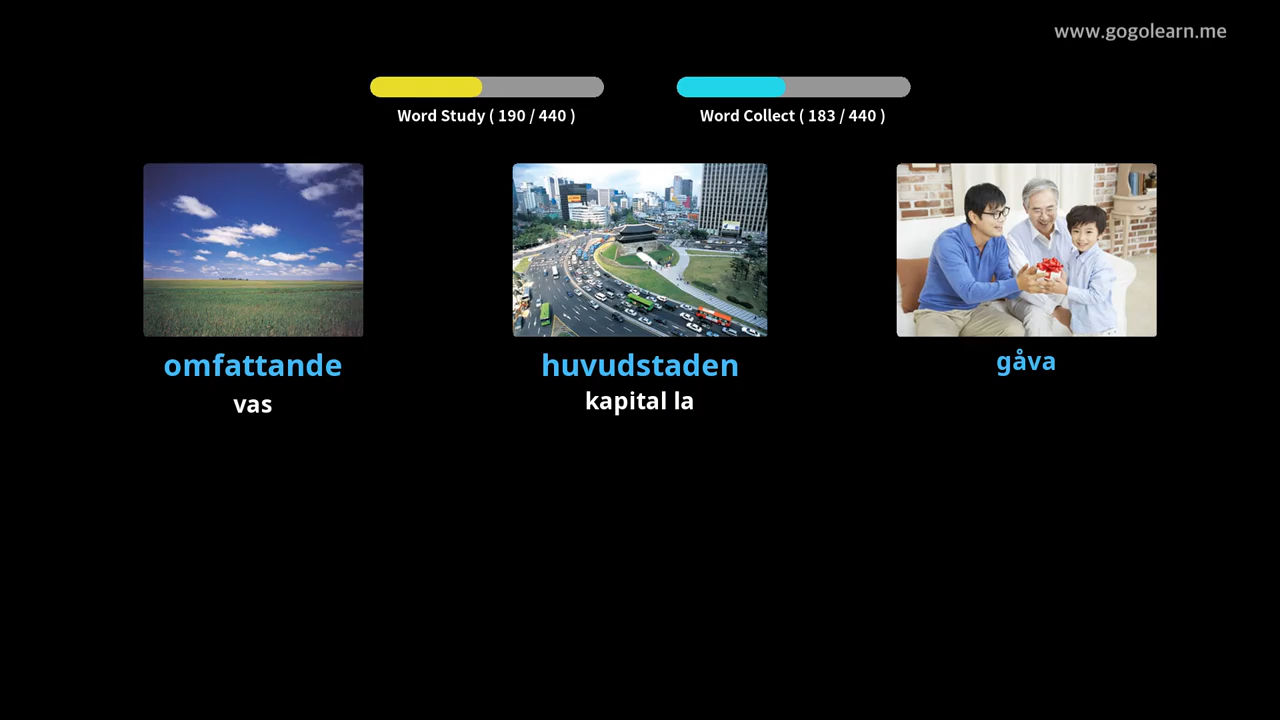 www.gogolearn.me
Word Study ( 190 / 440 )
Word Collect ( 183 / 440 )
omfattande
vas
huvudstaden
kapital la
gåva